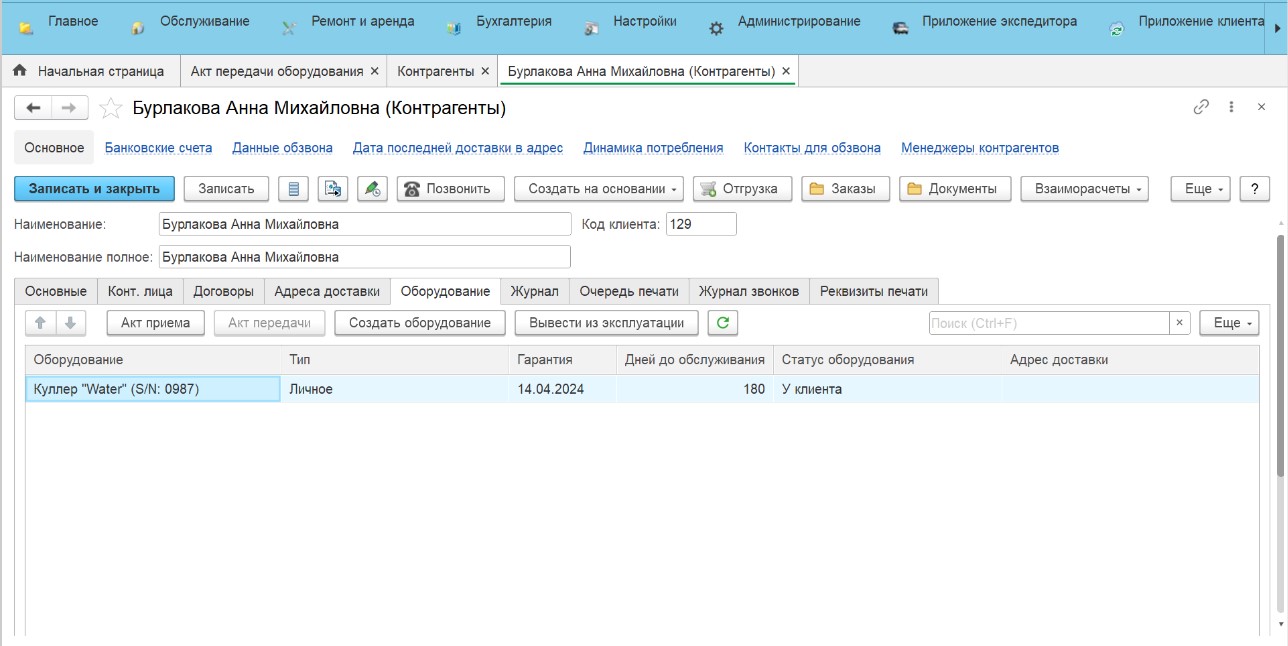 Главное Обслуживание Ремонт и аренда Бухгалтерия Настройки Администрирование Приложение экспедитора Приложение клиента
Начальная страница Акт передачи оборудования × Контрагенты × Бурлакова Анна Михайловна (Контрагенты) ×
Бурлакова Анна Михайловна (Контрагенты)
Основное Банковские счета Данные обзвона Дата последней доставки в адрес Динамика потребления Контакты для обзвона Менеджеры контрагентов
Записать и закрыть Записать Позвонить Создать на основании Отгрузка Заказы Документы Взаиморасчеты Еще ?
Наименование: Бурлакова Анна Михайловна Код клиента: 129
Наименование полное: Бурлакова Анна Михайловна
Основные Конт. лица Договоры Адреса доставки Оборудование Журнал Очередь печати Журнал звонков Реквизиты печати
Акт приема Акт передачи Создать оборудование Вывести из эксплуатации Поиск (Ctrl+F) × Еще
Оборудование Тип Гарантия Дней до обслуживания Статус оборудования Адрес доставки
Куллер "Water" (S/N: 0987) Личное 14.04.2024 180 У клиента